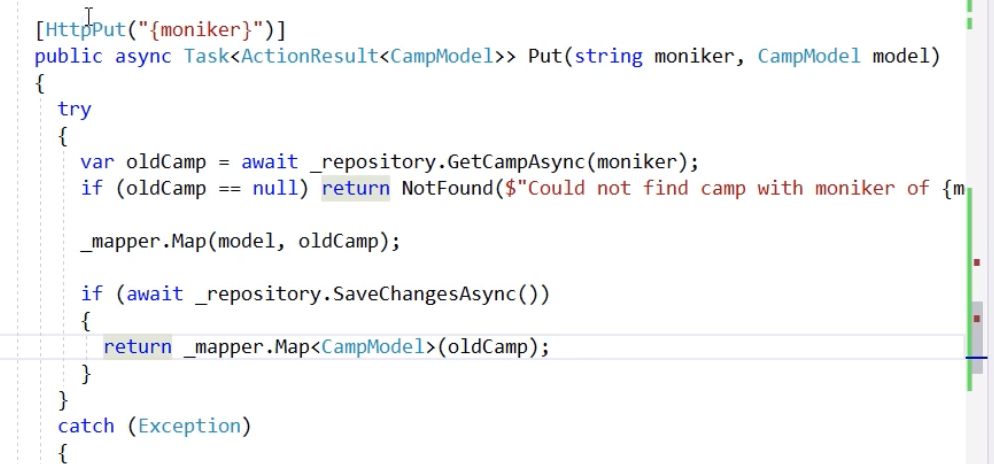 [HttpPut("{moniker}")]
public async Task<ActionResult<CampModel>> Put(string moniker, CampModel model)
{
try
{
var oldCamp = await _repository.GetCampAsync(moniker);
if (oldCamp == null) return NotFound($"Could not find camp with moniker of {m
_mapper.Map(model, oldCamp);
if (await _repository.SaveChangesAsync())
{
return _mapper.Map<CampModel>(oldCamp);
}
}
catch (Exception)
{